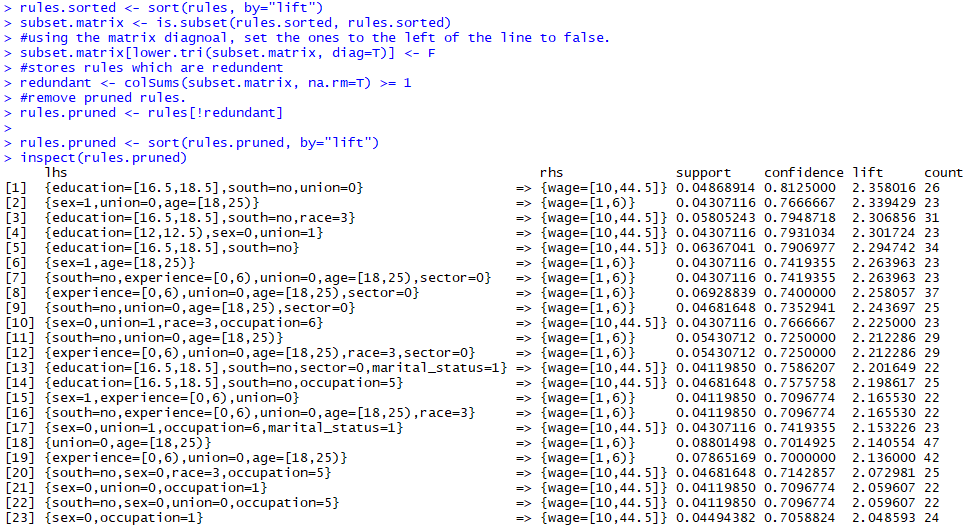 > rules.sorted <- sort(rules, by="lift")
> subset.matrix <- is.subset(rules.sorted, rules.sorted)
> #using the matrix diagnoal, set the ones to the left of the line to false.
> subset.matrix[lower.tri(subset.matrix, diag=T)] <- F
> #stores rules which are redundent
> redundant <- colSums(subset.matrix, na.rm=T) >= 1
> #remove pruned rules.
> rules.pruned <- rules[!redundant]
>
> rules.pruned <- sort(rules.pruned, by="lift")
> inspect(rules.pruned)
lhs rhs support confidence lift count
[1] {education=[16.5,18.5],south=no,union=0} => {wage=[10,44.5]} 0.04868914 0.8125000 2.358016 26
[2] {sex=1,union=0,age=[18,25)} => {wage=[1,6)} 0.04307116 0.7666667 2.339429 23
[3] {education=[16.5,18.5],south=no,race=3} => {wage=[10,44.5]} 0.05805243 0.7948718 2.306856 31
[4] {education=[12,12.5),sex=0,union=1} => {wage=[10,44.5]} 0.04307116 0.7931034 2.301724 23
[5] {education=[16.5,18.5],south=no} => {wage=[10,44.5]} 0.06367041 0.7906977 2.294742 34
[6] {sex=1,age=[18,25)} => {wage=[1,6)} 0.04307116 0.7419355 2.263963 23
[7] {south=no,experience=[0,6),union=0,age=[18,25),sector=0} => {wage=[1,6)} 0.04307116 0.7419355 2.263963 23
[8] {experience=[0,6),union=0,age=[18,25),sector=0} => {wage=[1,6)} 0.06928839 0.7400000 2.258057 37
[9] {south=no,union=0,age=[18,25),sector=0} => {wage=[1,6)} 0.04681648 0.7352941 2.243697 25
[10] {sex=0,union=1,race=3,occupation=6} => {wage=[10,44.5]} 0.04307116 0.7666667 2.225000 23
[11] {south=no,union=0,age=[18,25)} => {wage=[1,6)} 0.05430712 0.7250000 2.212286 29
[12] {experience=[0,6),union=0,age=[18,25),race=3,sector=0} => {wage=[1,6)} 0.05430712 0.7250000 2.212286 29
[13] {education=[16.5,18.5],south=no,sector=0,marital_status=1} => {wage=[10,44.5]} 0.04119850 0.7586207 2.201649 22
[14] {education=[16.5,18.5],south=no,occupation=5} => {wage=[10,44.5]} 0.04681648 0.7575758 2.198617 25
[15] {sex=1,experience=[0,6),union=0} => {wage=[1,6)} 0.04119850 0.7096774 2.165530 22
[16] {south=no,experience=[0,6),union=0,age=[18,25),race=3} => {wage=[1,6)} 0.04119850 0.7096774 2.165530 22
[17] {sex=0,union=1,occupation=6,marital_status=1} => {wage=[10,44.5]} 0.04307116 0.7419355 2.153226 23
[18] {union=0,age=[18,25)} => {wage=[1,6)} 0.08801498 0.7014925 2.140554 47
[19] {experience=[0,6),union=0,age=[18,25)} => {wage=[1,6)} 0.07865169 0.7000000 2.136000 42
[20] {south=no,sex=0,race=3,occupation=5} => {wage=[10,44.5]} 0.04681648 0.7142857 2.072981 25
[21] {sex=0,union=0,occupation=1} => {wage=[10,44.5]} 0.04119850 0.7096774 2.059607 22
[22] {south=no,sex=0,union=0,occupation=5} => {wage=[10,44.5]} 0.04119850 0.7096774 2.059607 22
[23] {sex=0,occupation=1} => {wage=[10,44.5]} 0.04494382 0.7058824 2.048593 24